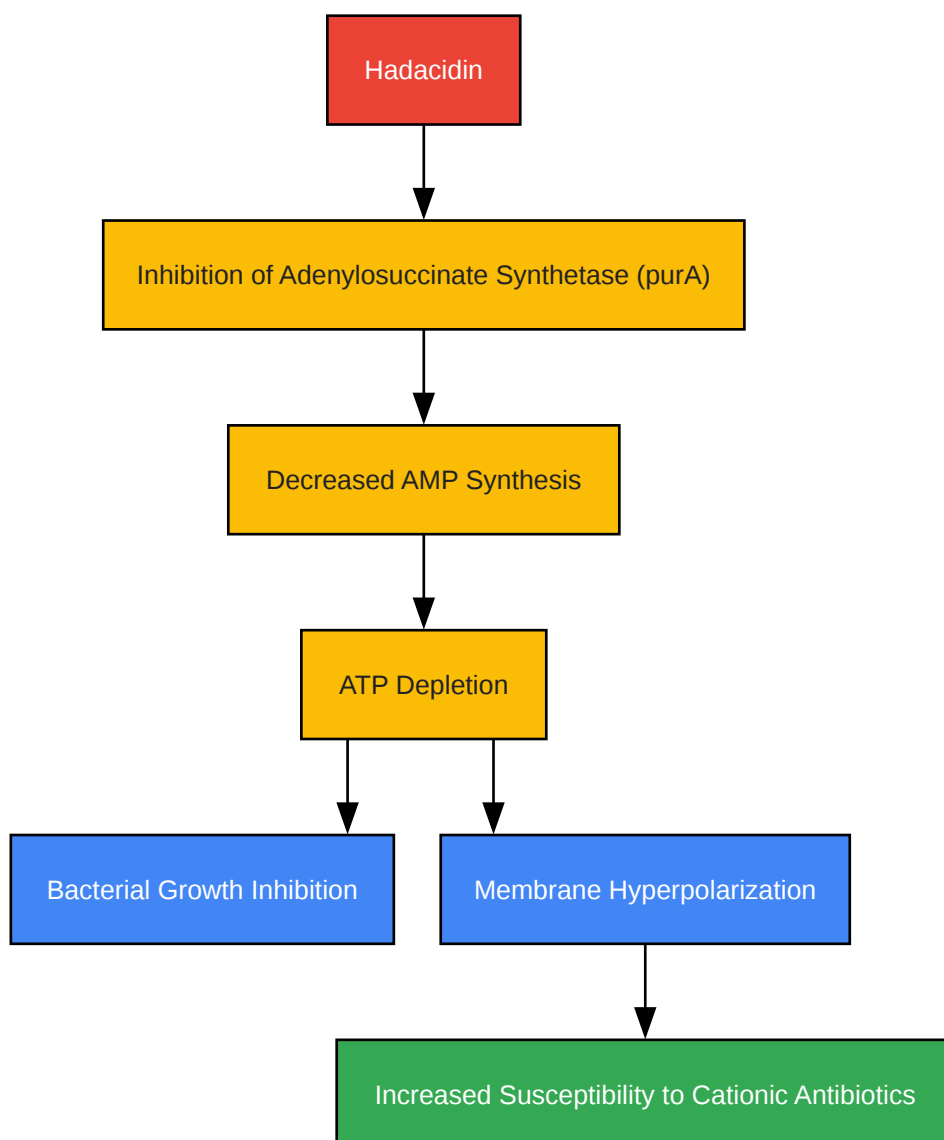 Hadacidin
Inhibition of Adenylosuccinate Synthetase (purA)
Decreased AMP Synthesis
ATP Depletion
Bacterial Growth Inhibition
Membrane Hyperpolarization
Increased Susceptibility to Cationic Antibiotics